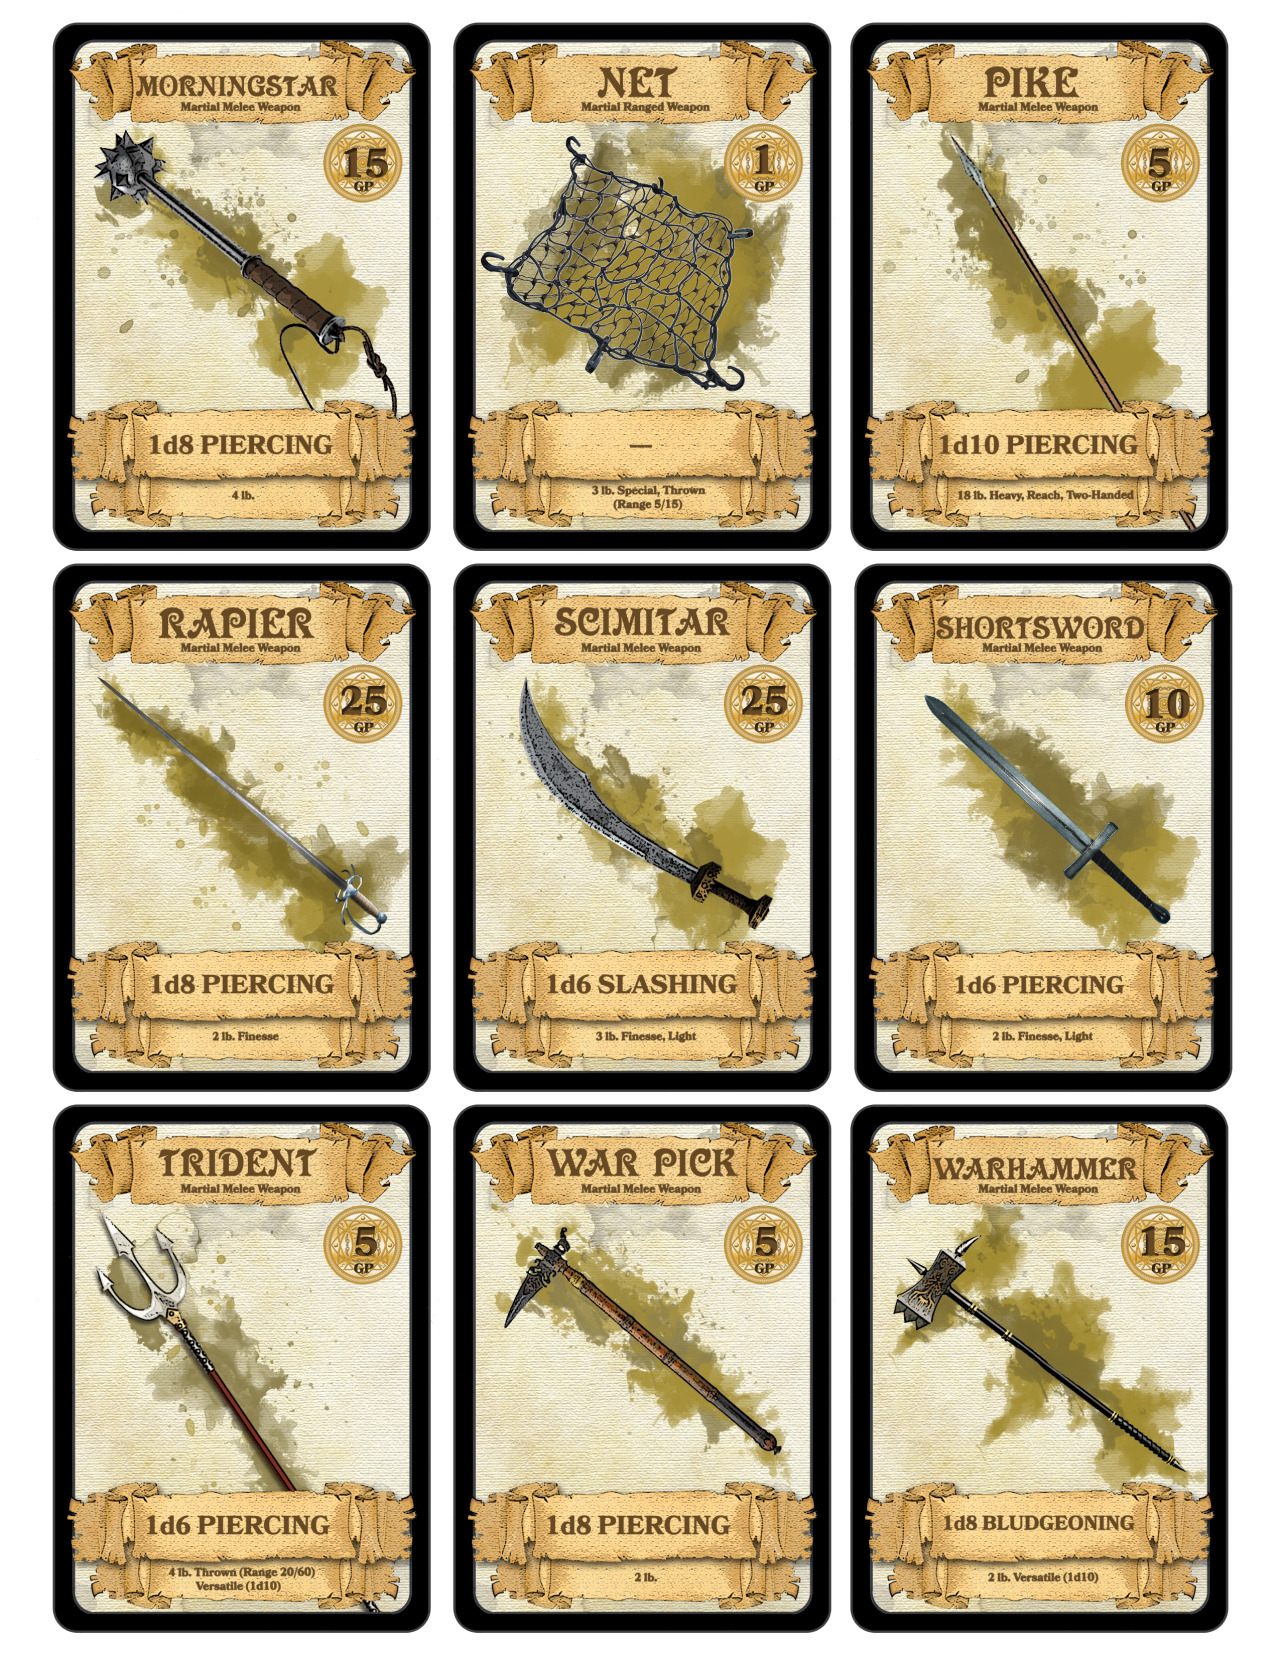 MORNINGSTAR
Martial Melee Weapon
15
GP
1d8 PIERCING
4 lb.
NET
Martial Ranged Weapon
1
GP
—
3 lb. Special, Thrown
(Range 5/15)
PIKE
Martial Melee Weapon
5
GP
1d10 PIERCING
18 lb. Heavy, Reach, Two-Handed
RAPIER
Martial Melee Weapon
25
GP
1d8 PIERCING
2 lb. Finesse
SCIMITAR
Martial Melee Weapon
25
GP
1d6 SLASHING
3 lb. Finesse, Light
SHORTSWORD
Martial Melee Weapon
10
GP
1d6 PIERCING
2 lb. Finesse, Light
TRIDENT
Martial Melee Weapon
5
GP
1d6 PIERCING
4 lb. Thrown (Range 20/60)
Versatile (1d10)
WAR PICK
Martial Melee Weapon
5
GP
1d8 PIERCING
2 lb.
WARHAMMER
Martial Melee Weapon
15
GP
1d8 BLUDGEONING
2 lb. Versatile (1d10)